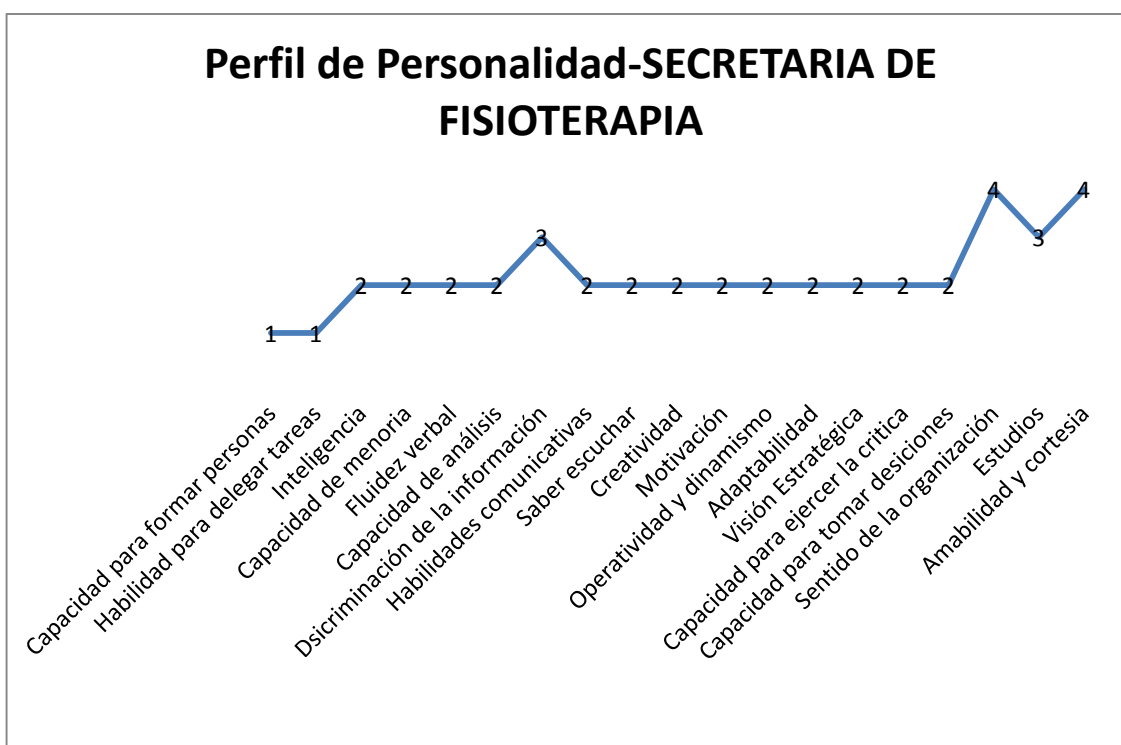 Perfil de Personalidad-SECRETARIA DE
FISIOTERAPIA
1
1
2
2
2
2
3
2
2
2
2
2
2
2
2
2
4
3
4
Capacidad para formar personas
Habilidad para delegar tareas
Inteligencia
Capacidad de menoria
Fluidez verbal
Capacidad de análisis
Dsicriminación de la información
Habilidades comunicativas
Saber escuchar
Creatividad
Motivación
Operatividad y dinamismo
Adaptabilidad
Visión Estratégica
Capacidad para ejercer la critica
Capacidad para tomar desiciones
Sentido de la organización
Estudios
Amabilidad y cortesia